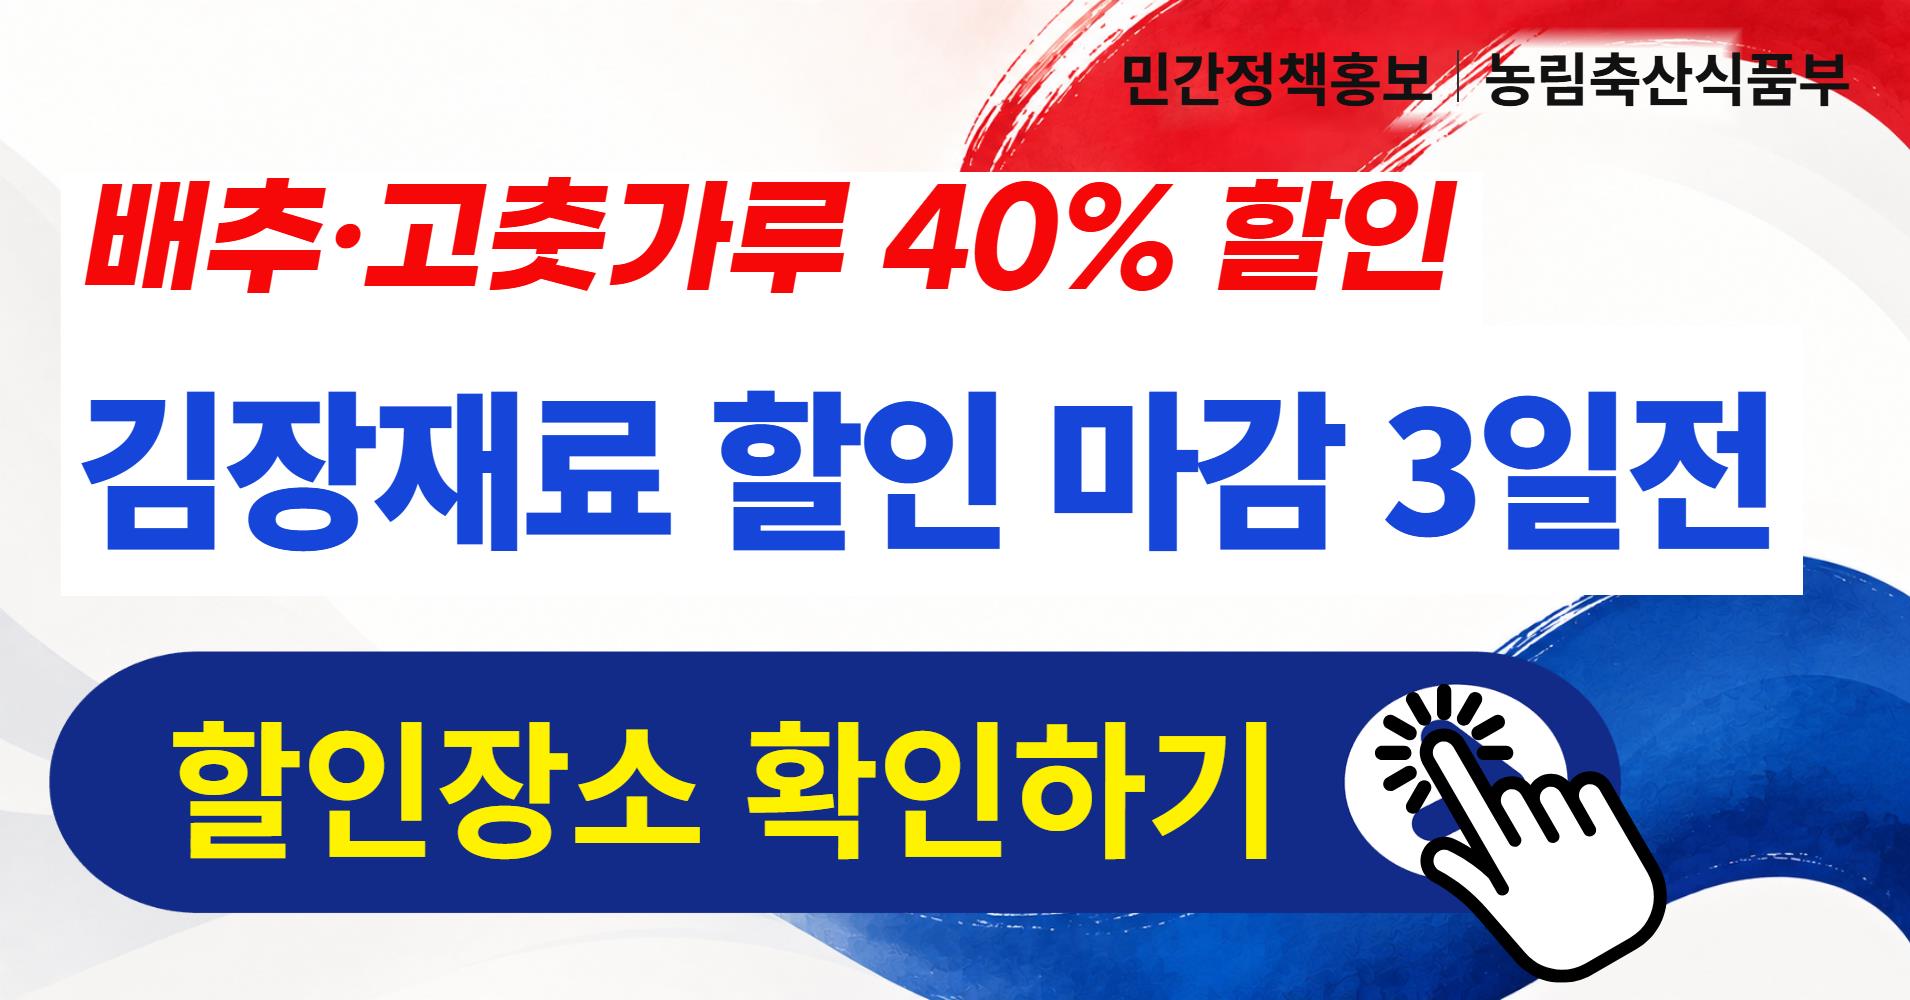 민간정책홍보 | 농림축산식품부
배추·고춧가루 40% 할인
김장재료 할인 마감 3일전
할인장소 확인하기